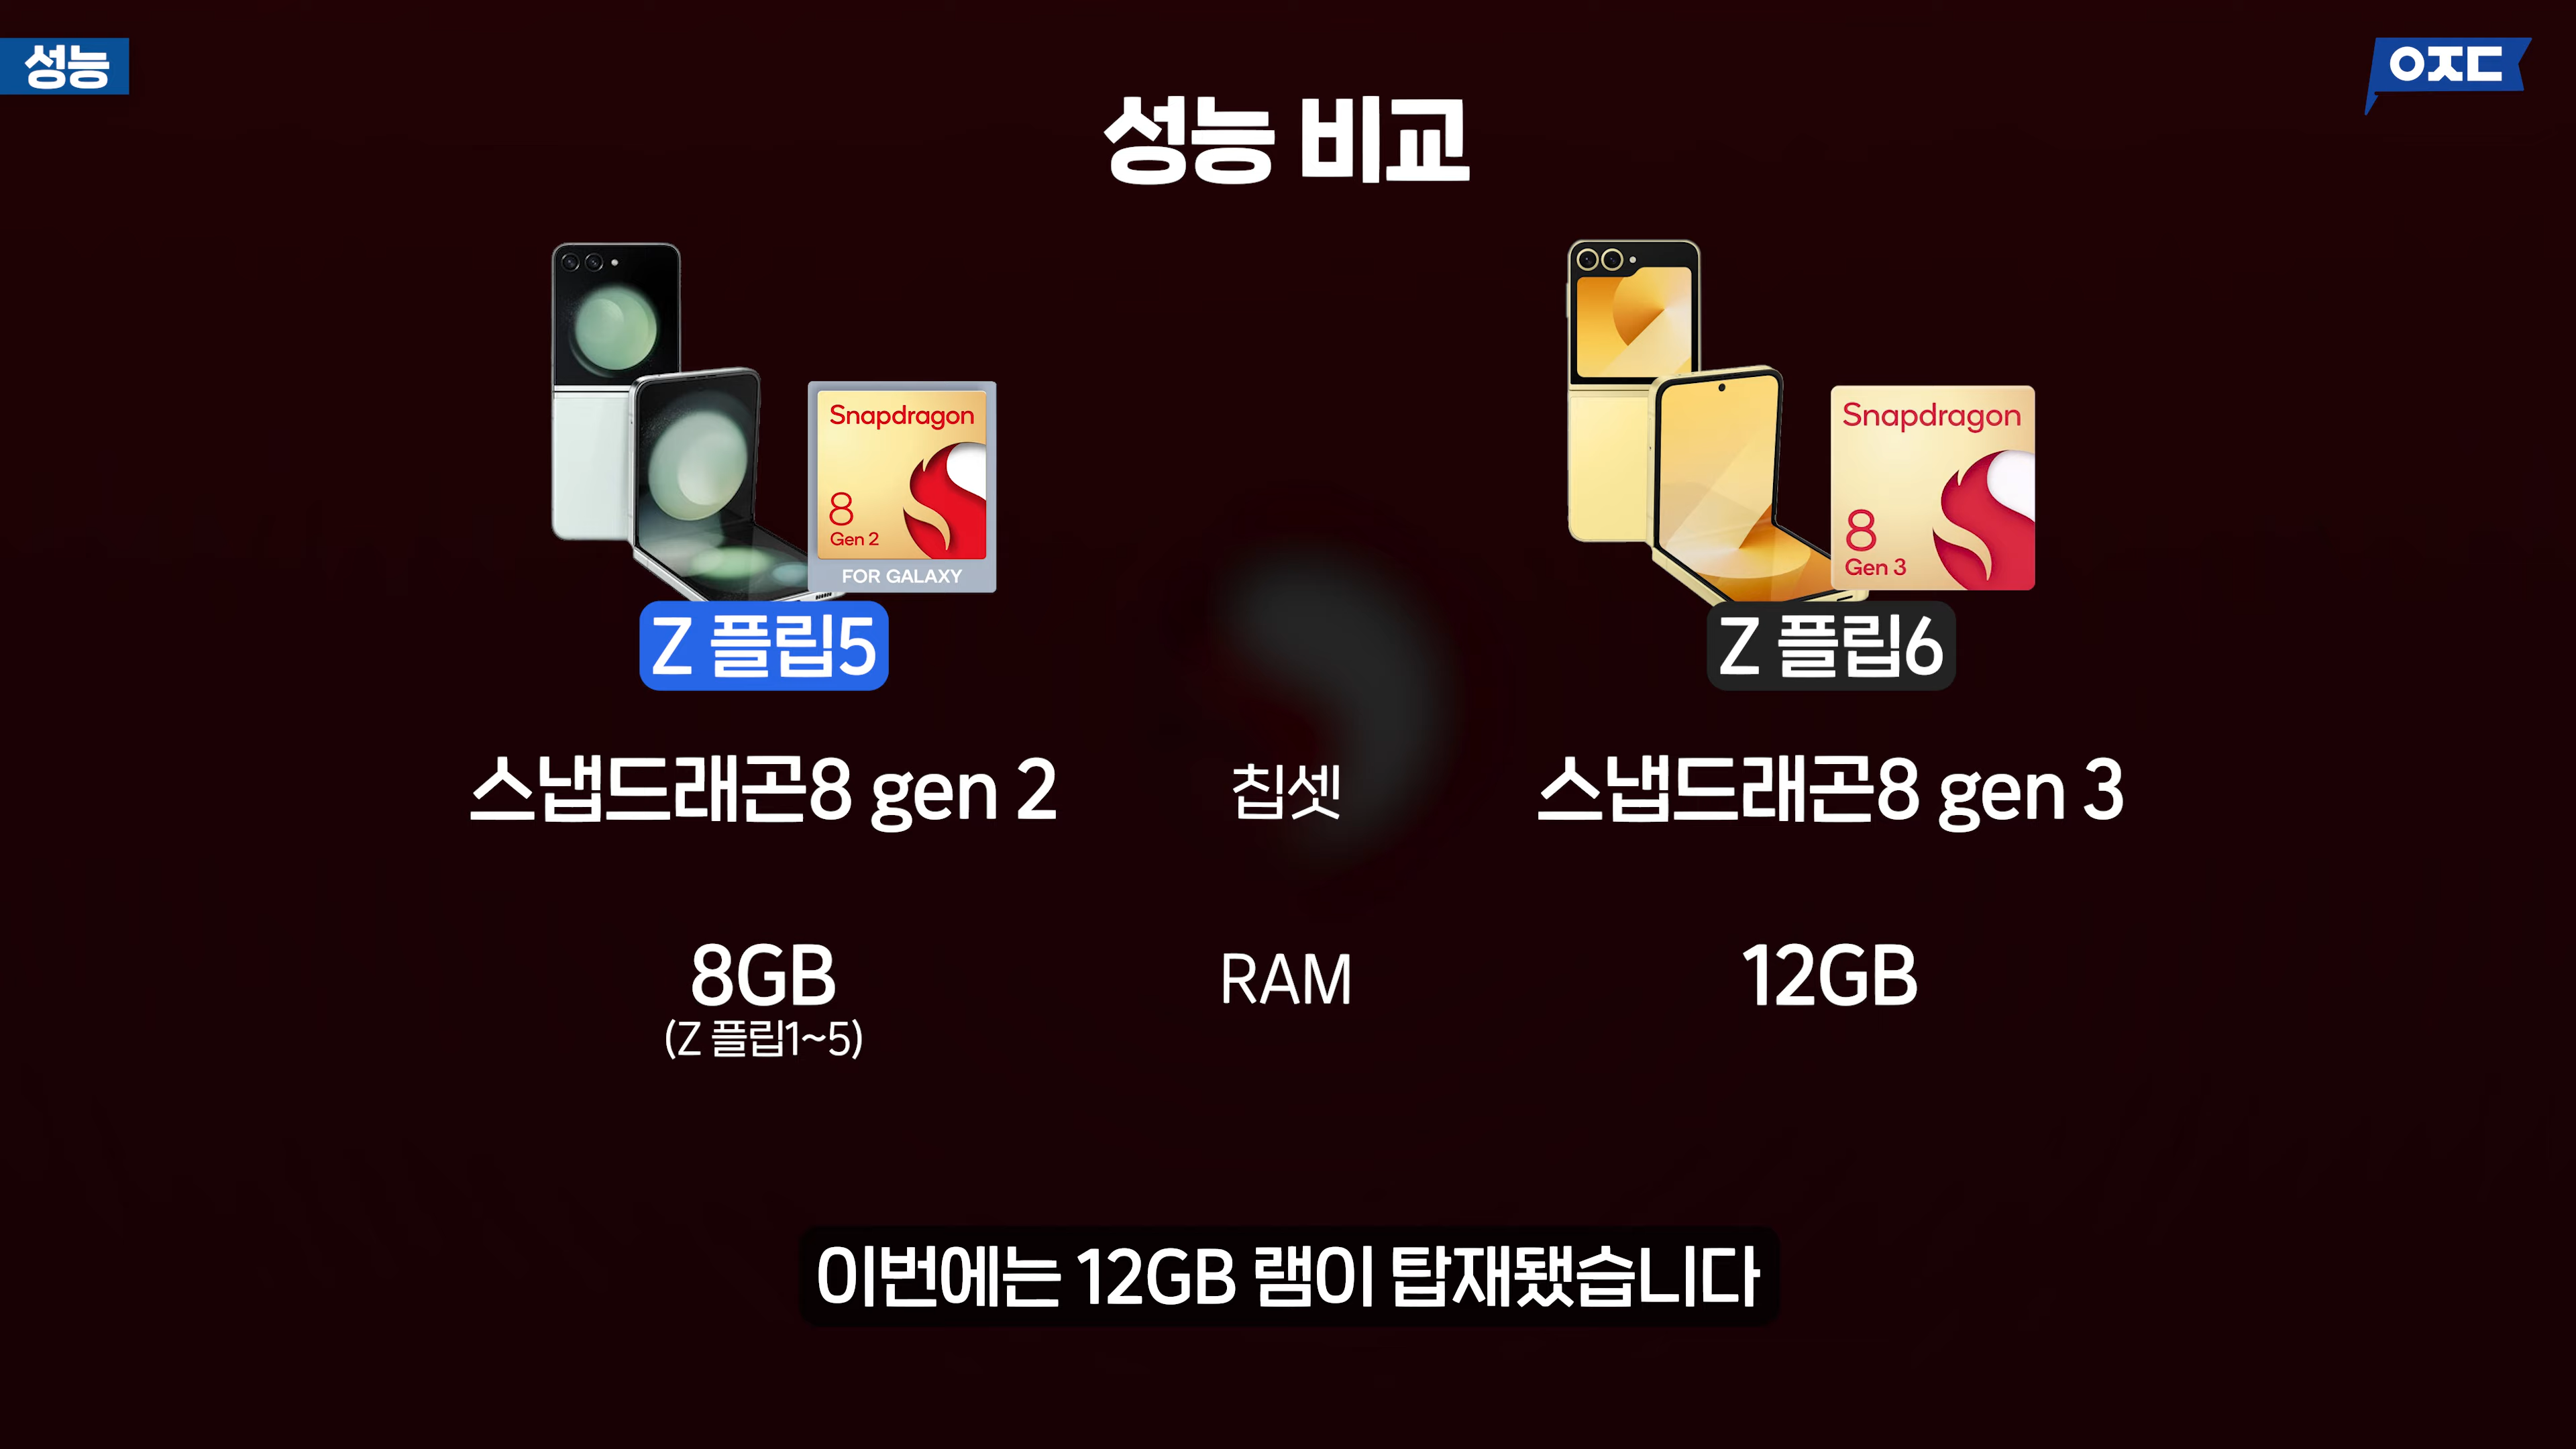 성능
잇지드
성능 비교
Snapdragon
8
Gen 2
FOR GALAXY
Snapdragon
8
Gen 3
Z 플립5
Z 플립6
스냅드래곤8 gen 2
칩셋
스냅드래곤8 gen 3
8GB
RAM
12GB
(Z 플립1~5)
이번에는 12GB 램이 탑재됐습니다